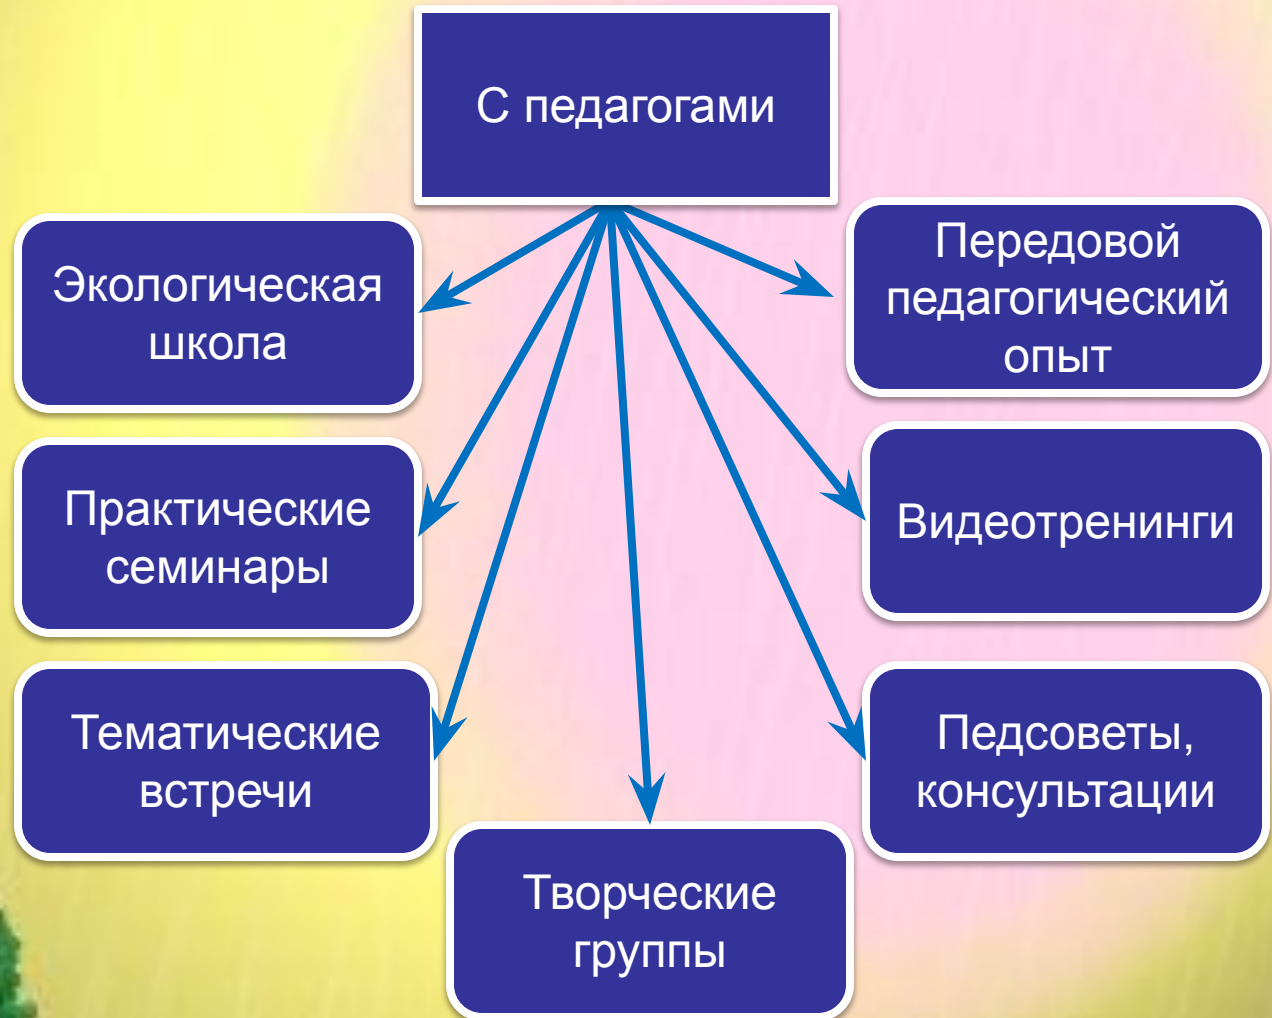 С педагогами
Экологическая
школа
Передовой
педагогический
опыт
Практические
семинары
Видеотренинги
Тематические
встречи
Педсоветы,
консультации
Творческие
группы